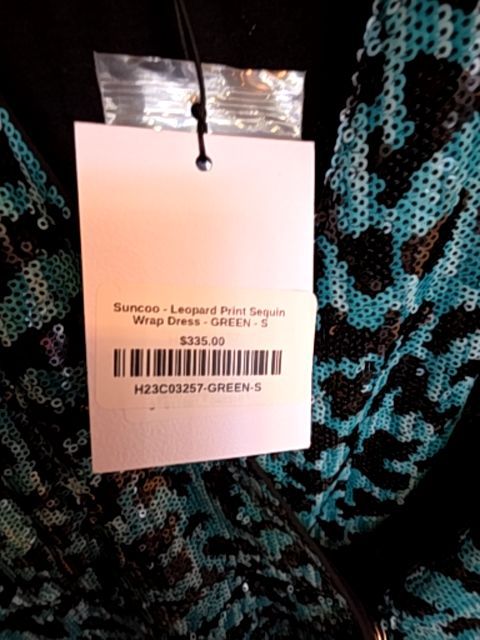 Suncoo - Leopard Print Sequin
Wrap Dress - GREEN - S
$335.00
H23C03257-GREEN-S